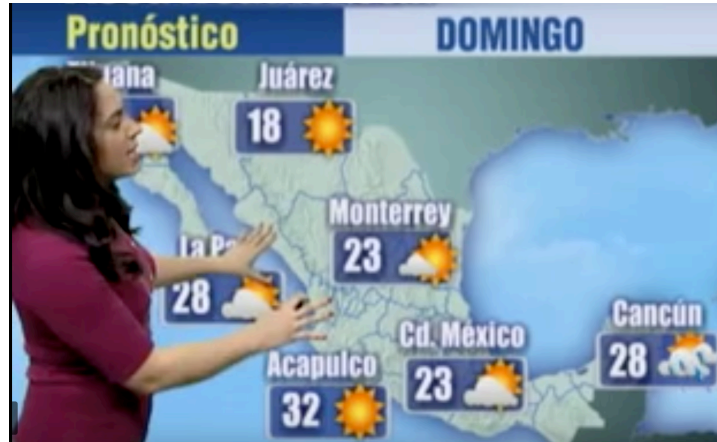 Pronóstico DOMINGO
Juárez
18
Monterrey
23
28
Cd. México
23
Cancún
28
Acapulco
32